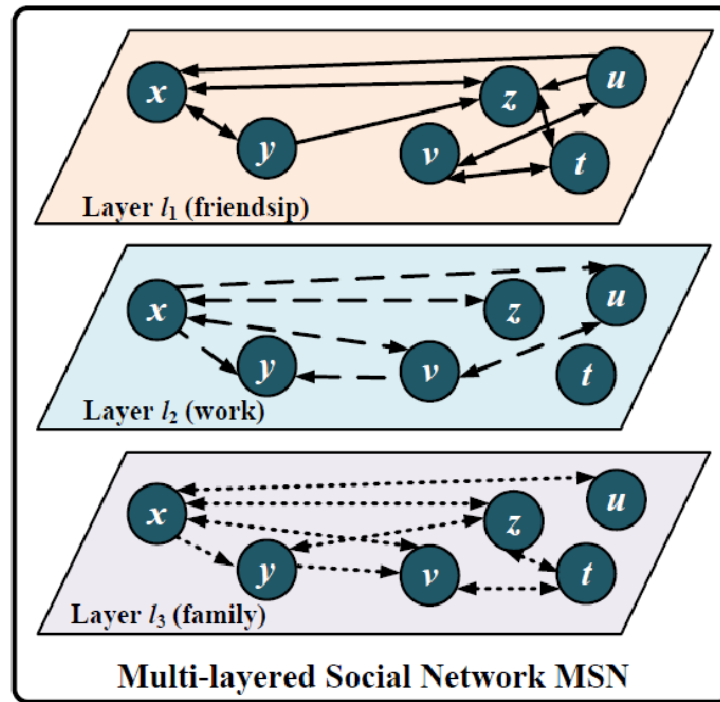 x
z
u
y
v
t
Layer l1 (friendsip)
x
z
u
y
v
t
Layer l2 (work)
x
z
u
y
v
t
Layer l3 (family)
Multi-layered Social Network MSN